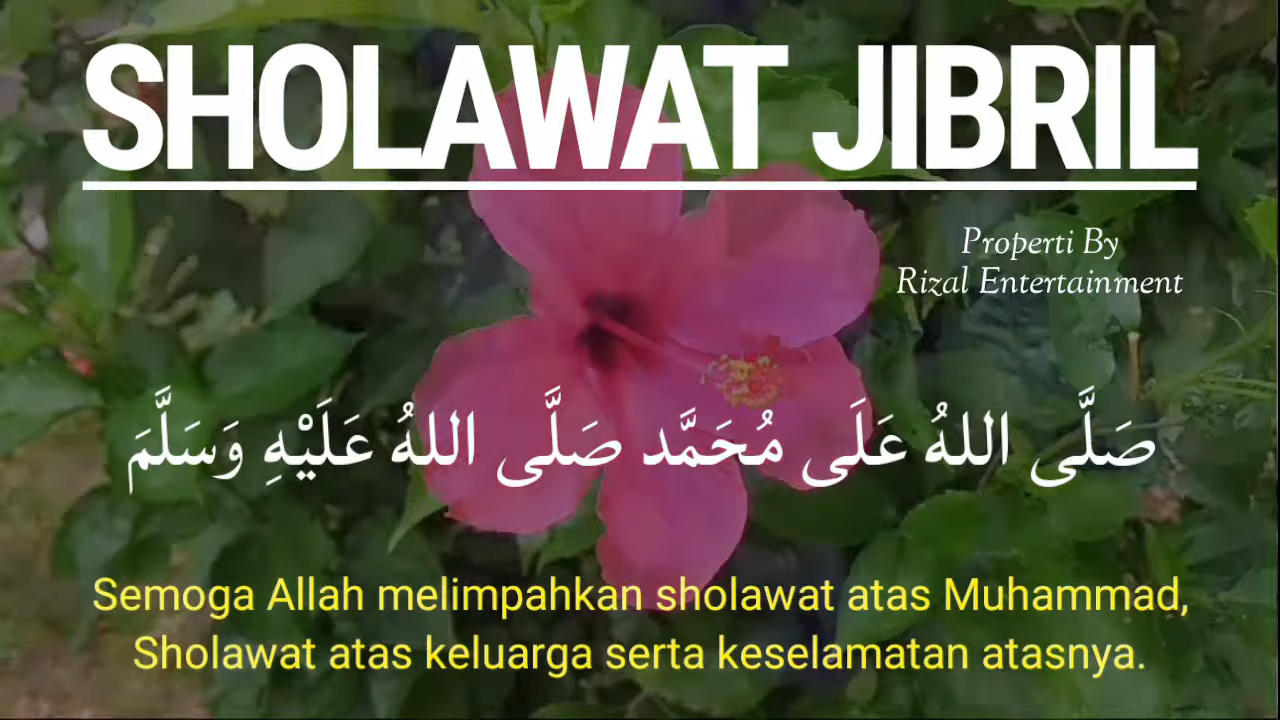 SHOLAWAT JIBRIL
Properti By
Rizal Entertainment
صَلَّى اللهُ عَلَى مُحَمَّد صَلَّى اللهُ عَلَيْهِ وَسَلَّمَ
Semoga Allah melimpahkan sholawat atas Muhammad,
Sholawat atas keluarga serta keselamatan atasnya.